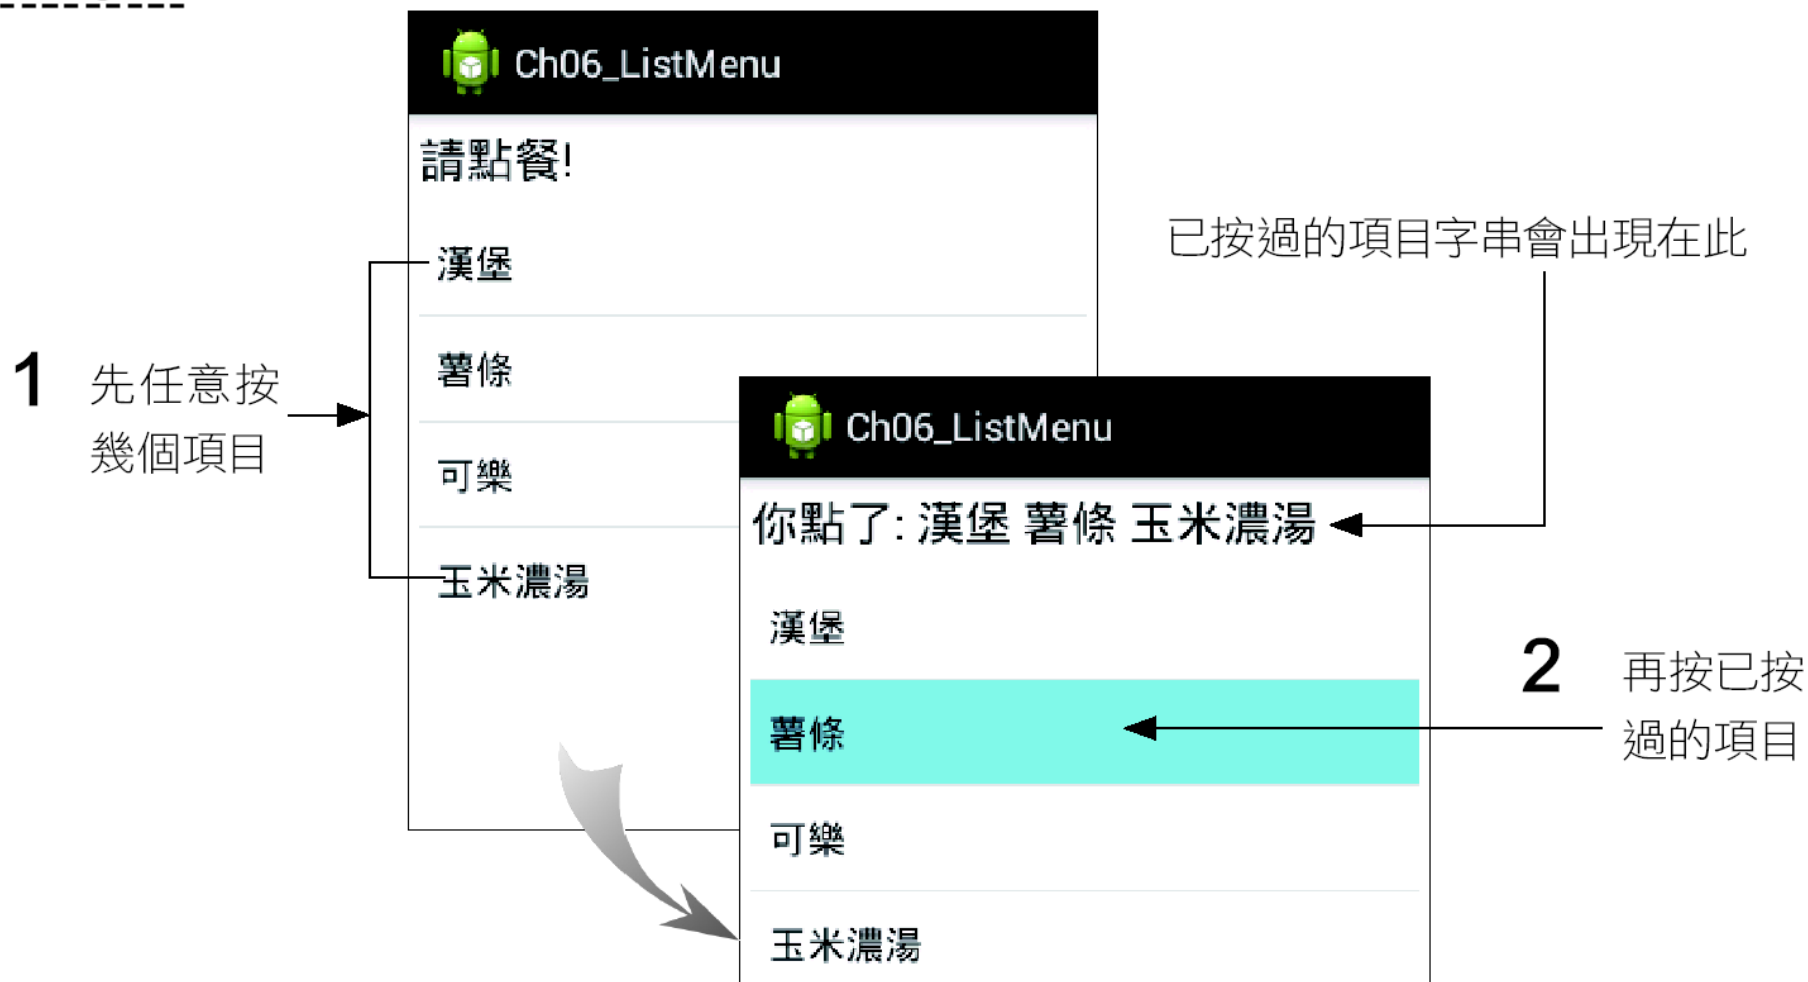 Ch06_ListMenu
請點餐!
漢堡
薯條
可樂
玉米濃湯
1 先任意按
幾個項目
已按過的項目字串會出現在此
Ch06_ListMenu
你點了: 漢堡 薯條 玉米濃湯
漢堡
薯條
可樂
玉米濃湯
2 再按已按
過的項目